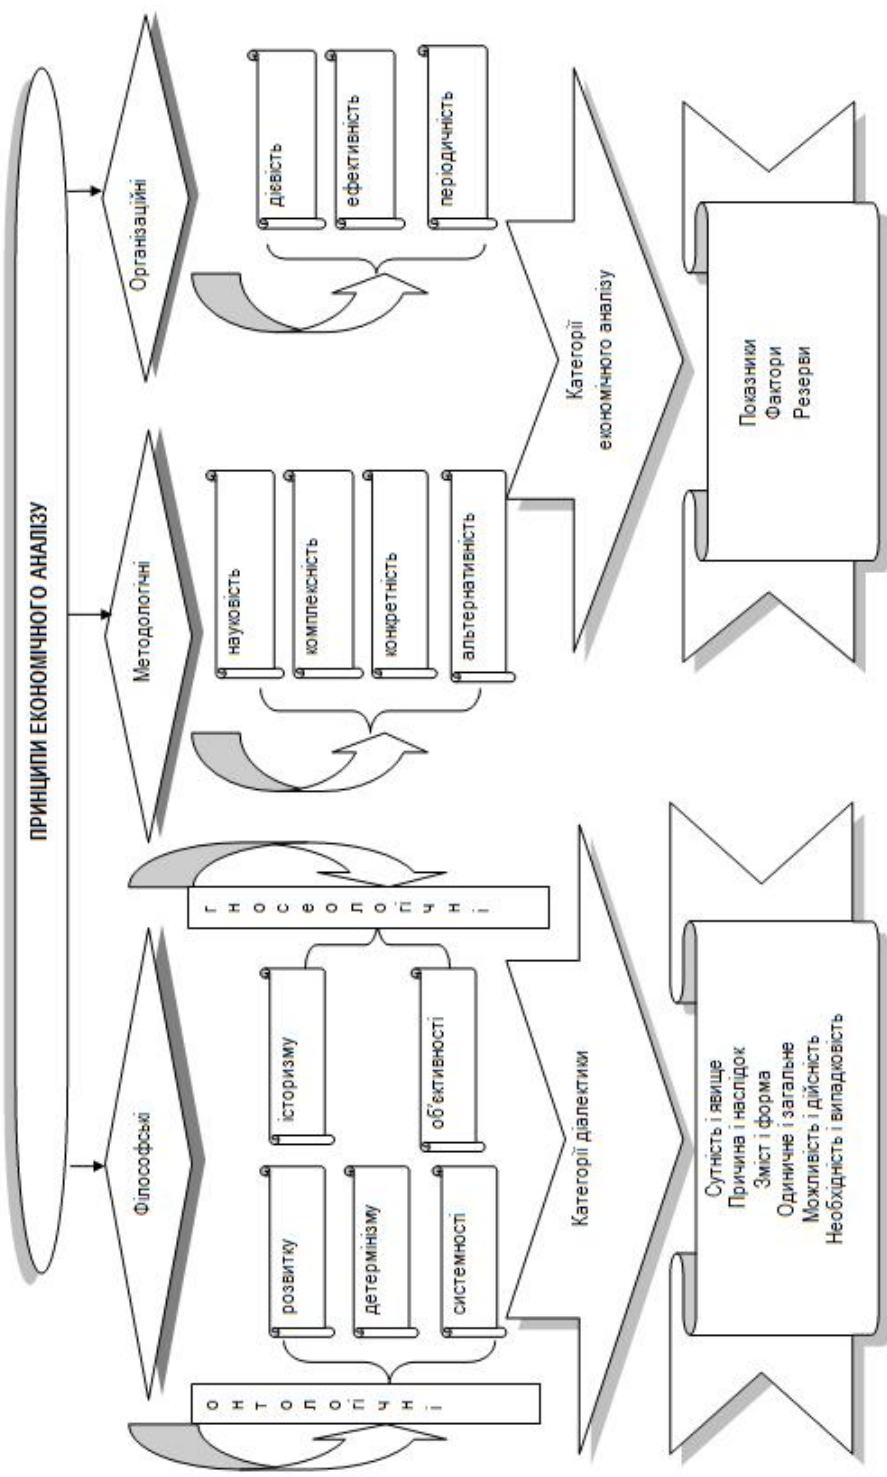 ПРИНЦИПИ ЕКОНОМІЧНОГО АНАЛІЗУ
Філософські
Методологічні
Організаційні
онтологічні
розвитку
детермінізму
системності
історизму
об'єктивності
гносеологічні
науковість
комплексність
конкретність
альтернативність
дієвість
ефективність
періодичність
Категорії діалектики
Категорії
економічного аналізу
Сутність і явище
Причина і наслідок
Зміст і форма
Одиничне і загальне
Можливість і дійсність
Необхідність і випадковість
Показники
Фактори
Резерви